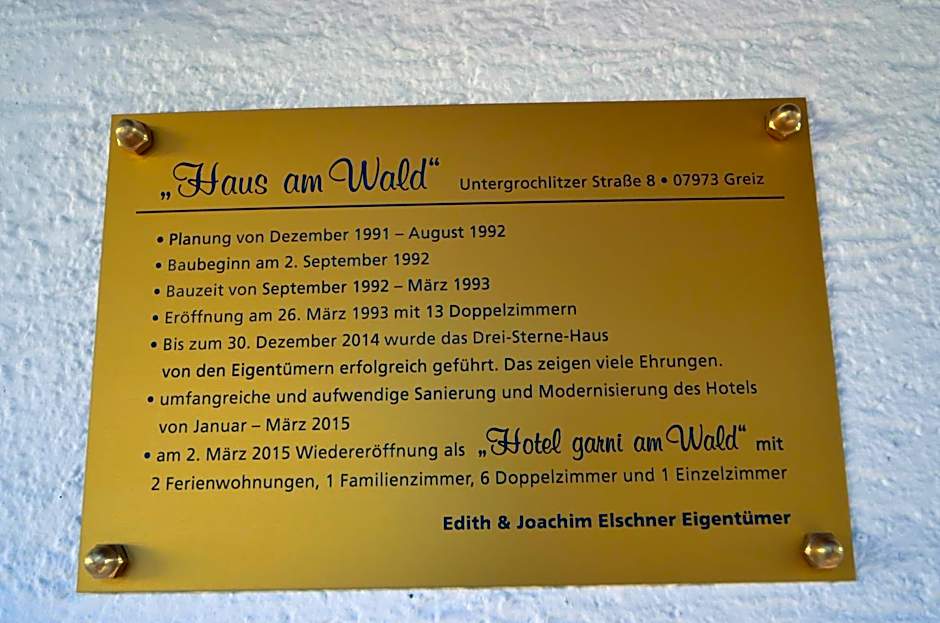 „Haus am Wald“ Untergrochlitzer Straße 8 • 07973 Greiz
• Planung von Dezember 1991 – August 1992
• Baubeginn am 2. September 1992
• Bauzeit von September 1992 – März 1993
• Eröffnung am 26. März 1993 mit 13 Doppelzimmern
• Bis zum 30. Dezember 2014 wurde das Drei-Sterne-Haus
von den Eigentümern erfolgreich geführt. Das zeigen viele Ehrungen.
• umfangreiche und aufwendige Sanierung und Modernisierung des Hotels
von Januar – März 2015
• am 2. März 2015 Wiedereröffnung als „Hotel garni am Wald“ mit
2 Ferienwohnungen, 1 Familienzimmer, 6 Doppelzimmer und 1 Einzelzimmer
Edith & Joachim Elschner Eigentümer